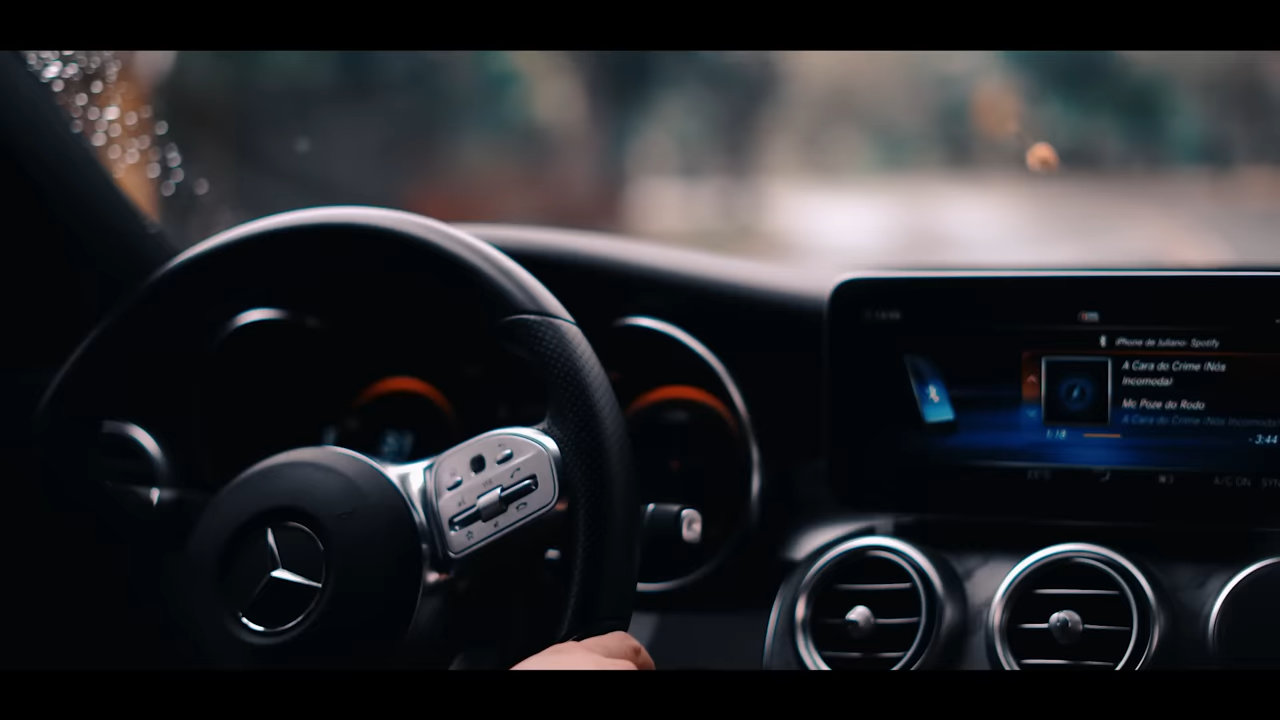 iPhone de Juliano- Spotify
A Cara do Crime (Nós
Incomoda)
Mc Poze do Rodo
A Cara do Crime (Nós Incomoda
1:18
- 3:44
A/C ON